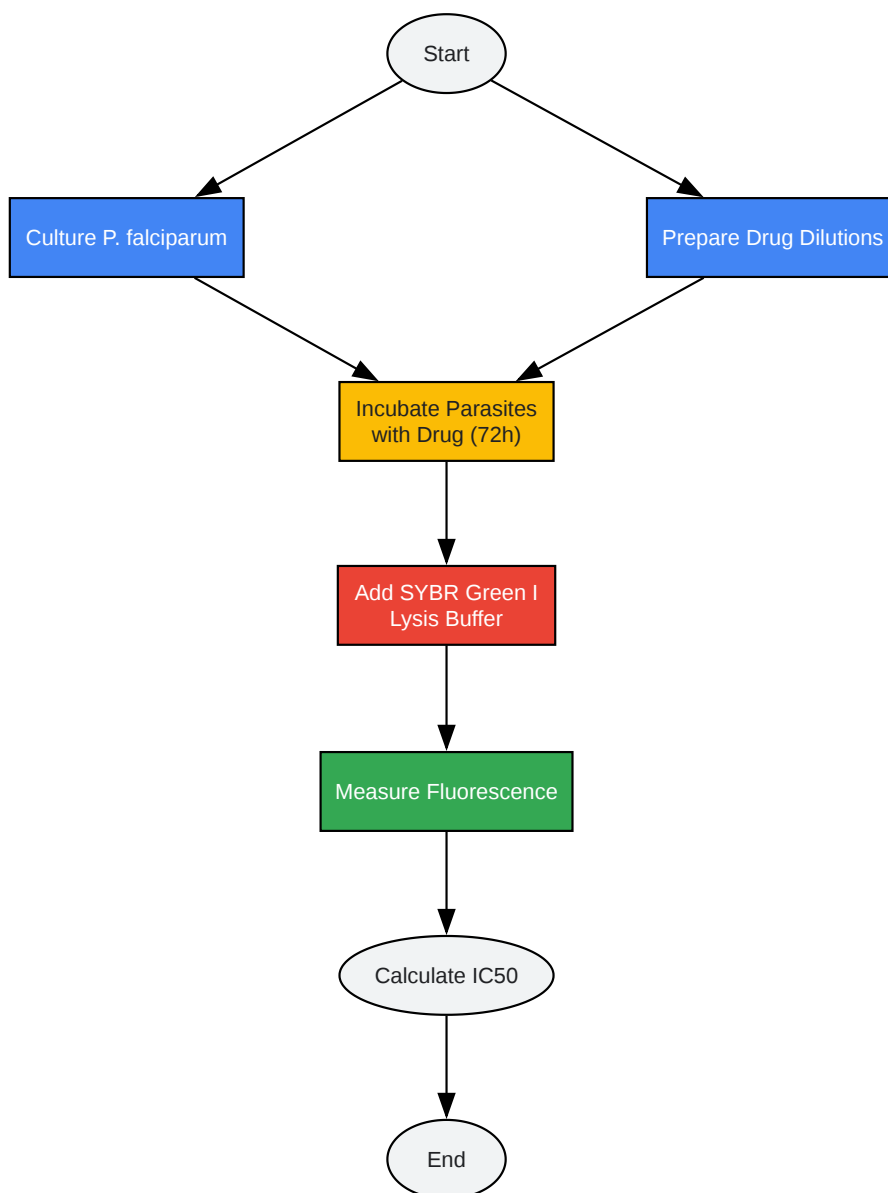 Start
Culture P. falciparum
Prepare Drug Dilutions
Incubate Parasites
with Drug (72h)
Add SYBR Green I
Lysis Buffer
Measure Fluorescence
Calculate IC50
End